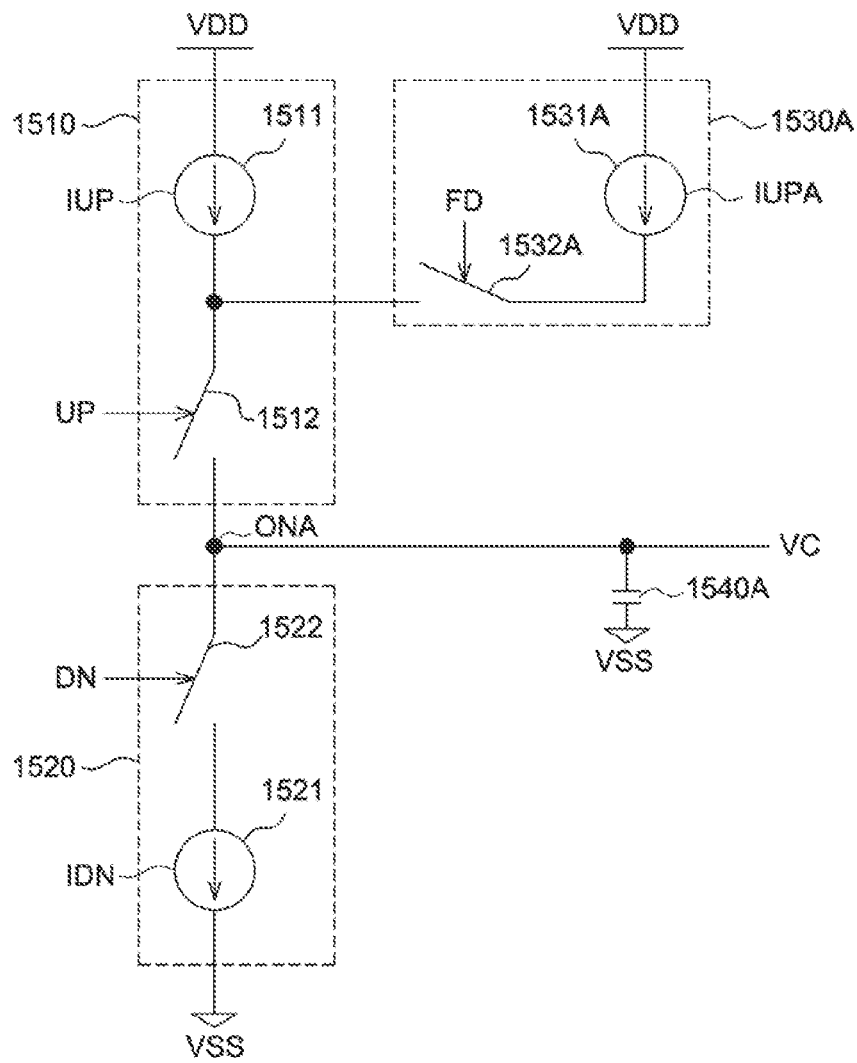 VDD
VDD
1510
1511
1531A
1530A
IUP
FD
IUPA
1532A
UP
1512
ONA
VC
1540A
1522
VSS
DN
1520
1521
IDN
VSS